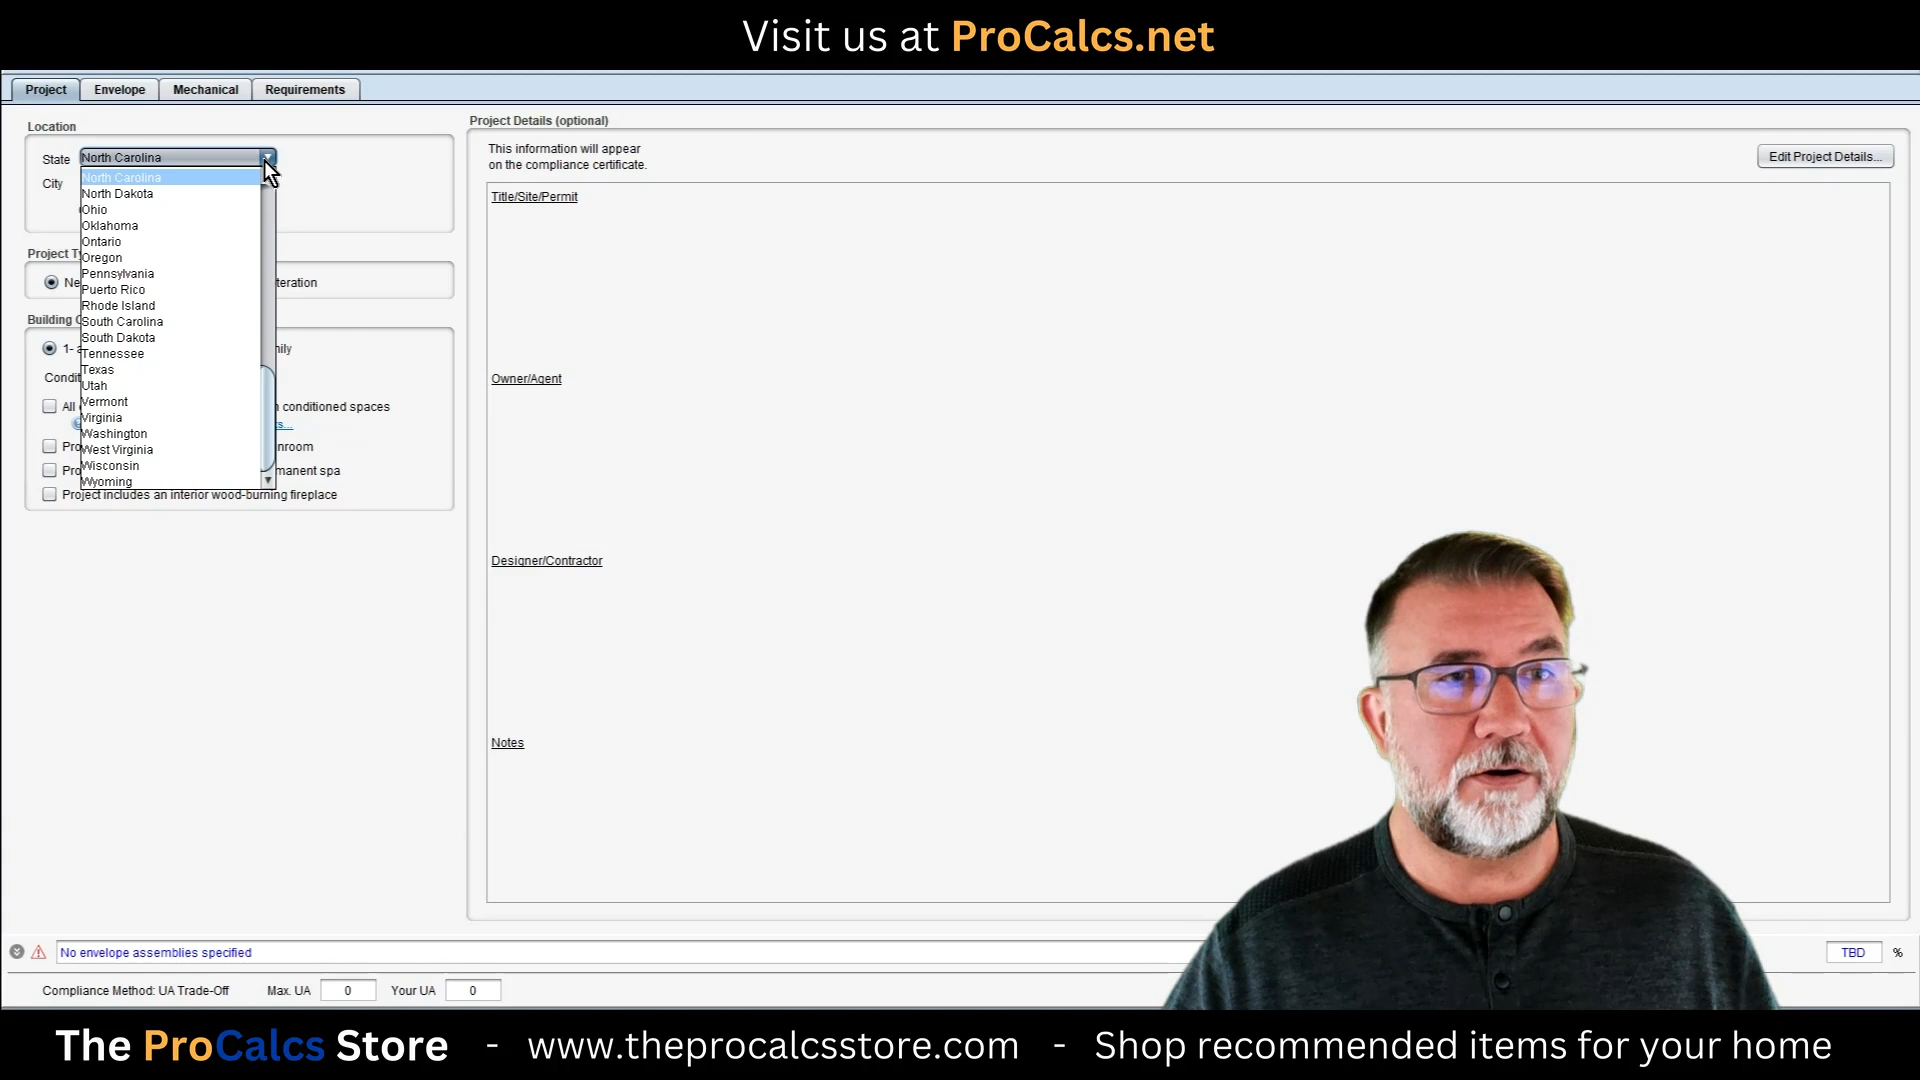 Visit us at ProCalcs.net
Project Envelope Mechanical Requirements
Location
State North Carolina
City
North Carolina
North Dakota
Ohio
Oklahoma
Ontario
Oregon
Pennsylvania
Puerto Rico
Rhode Island
South Carolina
South Dakota
Tennessee
Texas
Utah
Vermont
Virginia
Washington
West Virginia
Wisconsin
Wyoming
Project Ty
Ne teration
Building C
1- a nily
Condit
All n conditioned spaces
s...
Pro nroom
Pro manent spa
Project includes an interior wood-burning fireplace
Project Details (optional)
This information will appear
on the compliance certificate.
Edit Project Details...
Title/Site/Permit
Owner/Agent
Designer/Contractor
Notes
No envelope assemblies specified TBD %
Compliance Method: UA Trade-Off Max. UA 0 Your UA 0
The ProCalcs Store - www.theprocalcsstore.com - Shop recommended items for your home